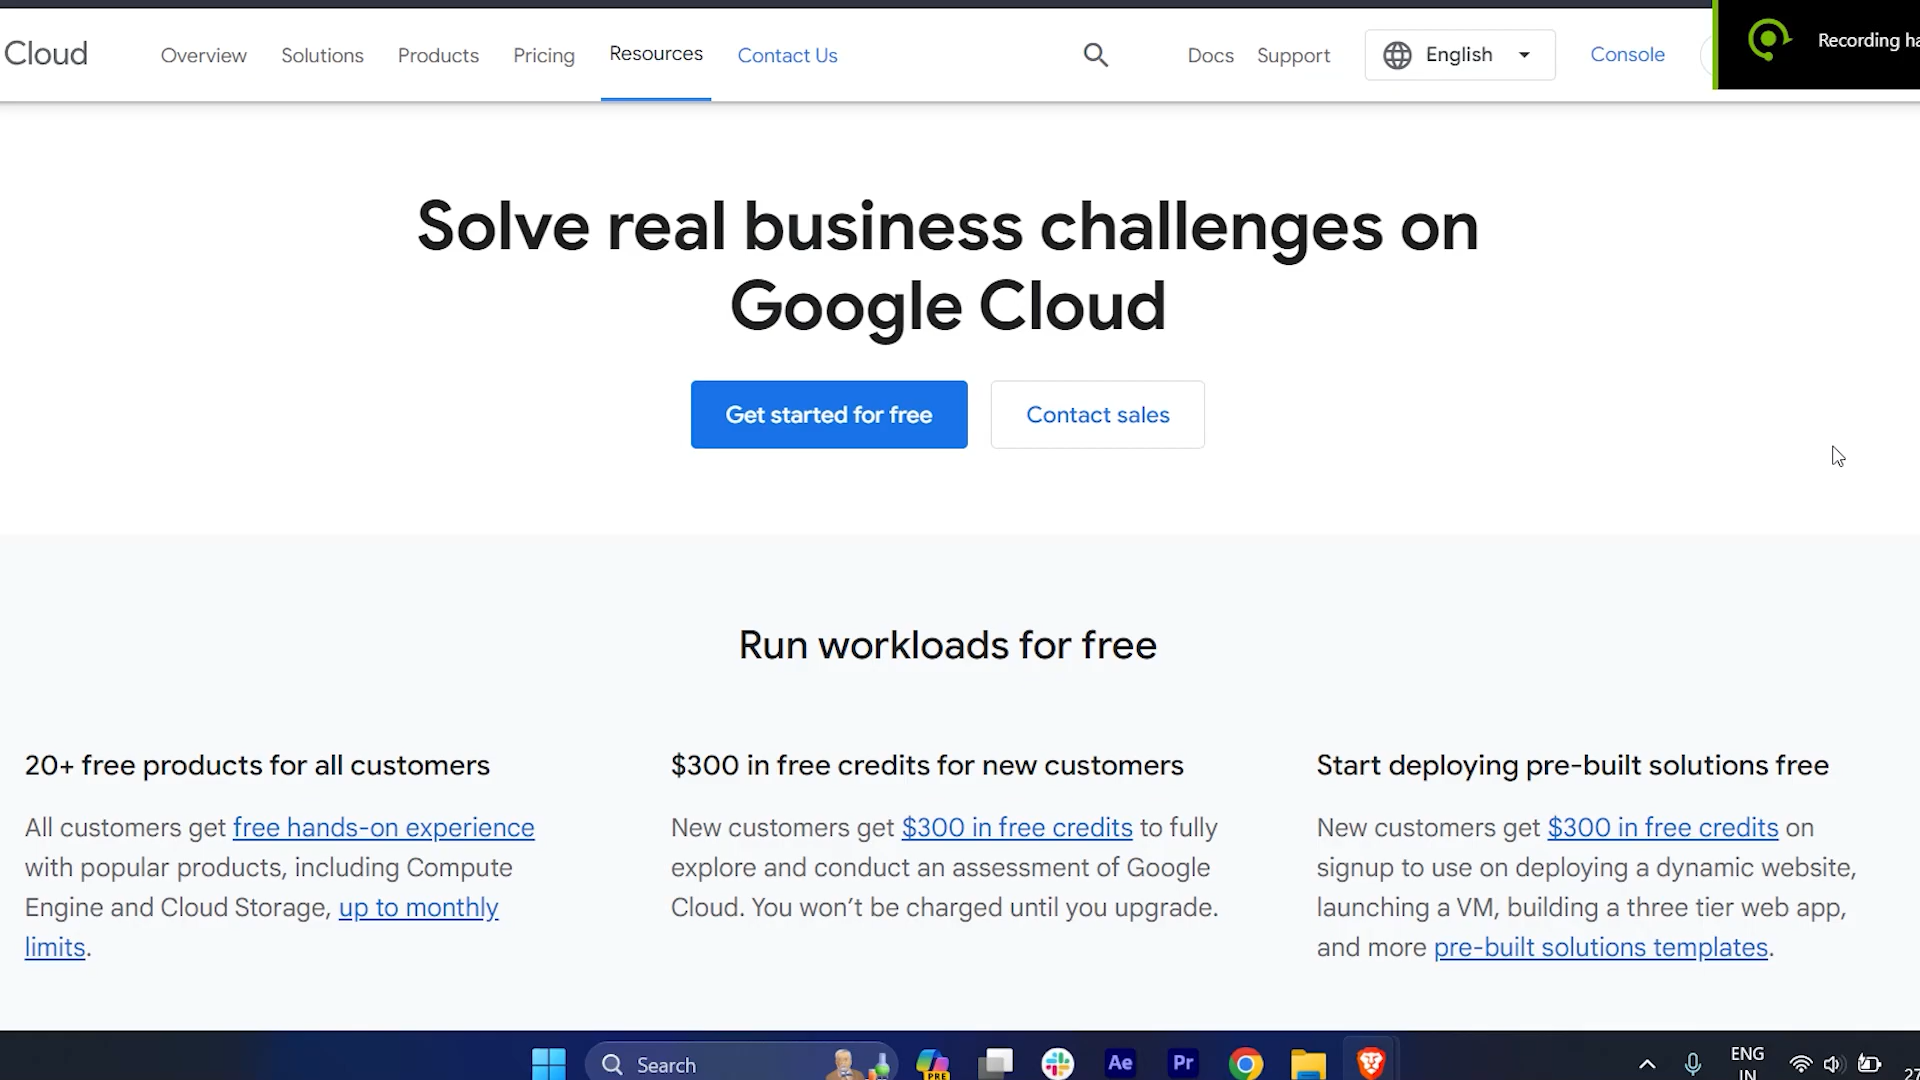 Cloud Overview Solutions Products Pricing Resources Contact Us Docs Support English Console
Recording
Solve real business challenges on
Google Cloud
Get started for free Contact sales
Run workloads for free
20+ free products for all customers
All customers get free hands-on experience
with popular products, including Compute
Engine and Cloud Storage, up to monthly
limits.
$300 in free credits for new customers
New customers get $300 in free credits to fully
explore and conduct an assessment of Google
Cloud. You won’t be charged until you upgrade.
Start deploying pre-built solutions free
New customers get $300 in free credits on
signup to use on deploying a dynamic website,
launching a VM, building a three tier web app,
and more pre-built solutions templates.
Search PRE Ae Pr ENG
IN
27